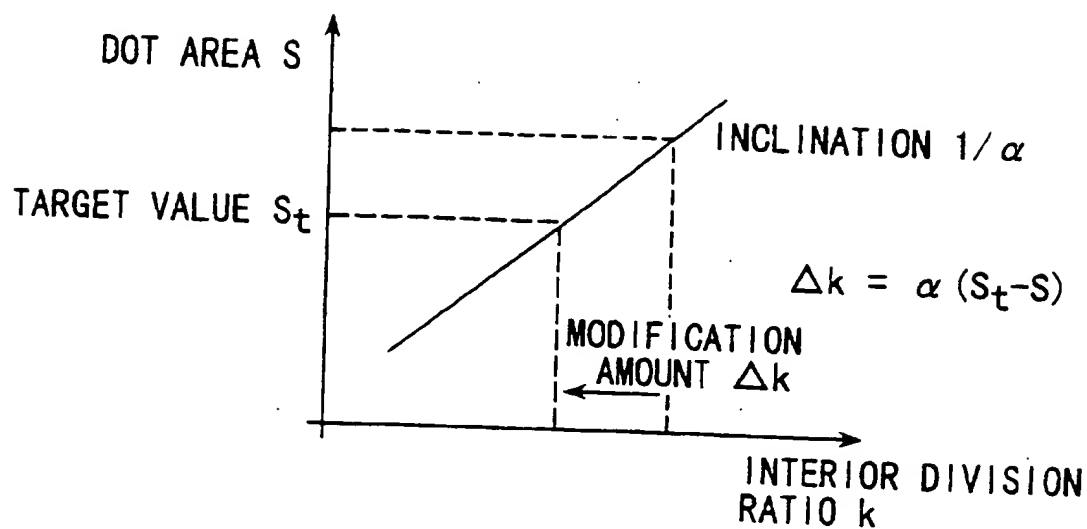 DOT AREA S
INCLINATION 1/α
TARGET VALUE St
Δk = α(St-S)
MODIFICATION
AMOUNT Δk
INTERIOR DIVISION
RATIO k